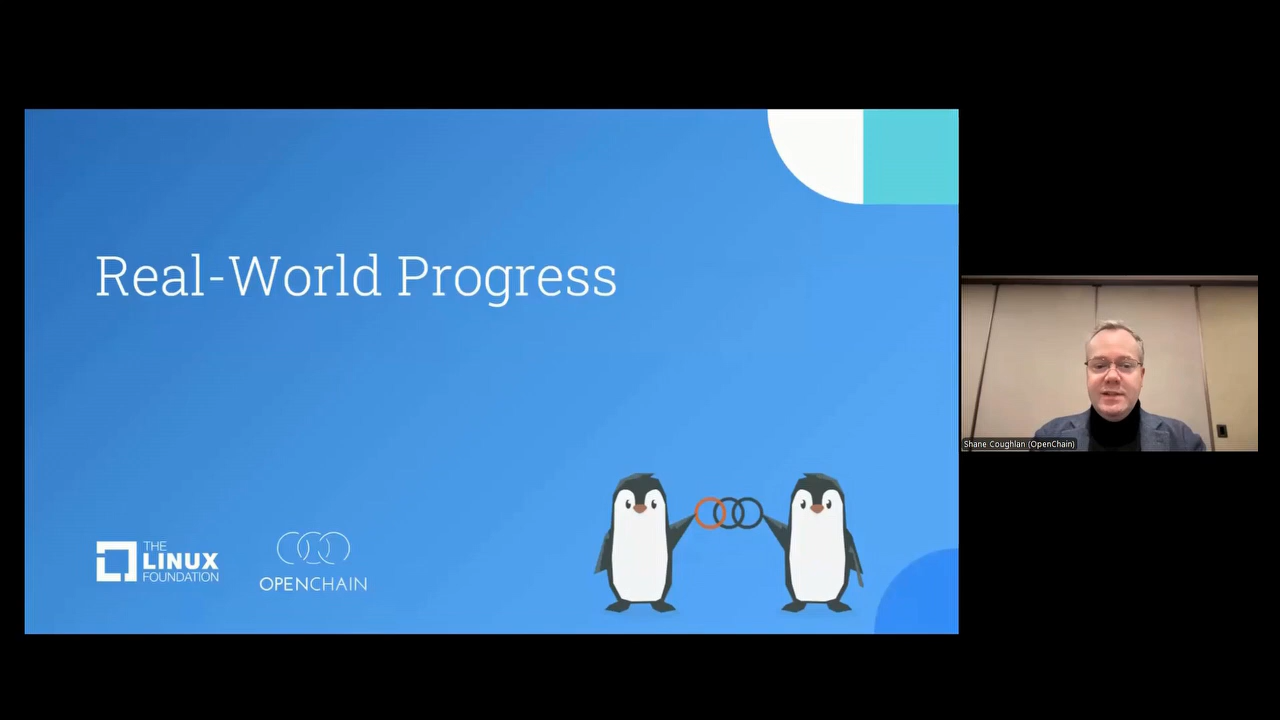 Real-World Progress
THE
LINUX
FOUNDATION
OPENCHAIN
Shane Coughlan (OpenChain)